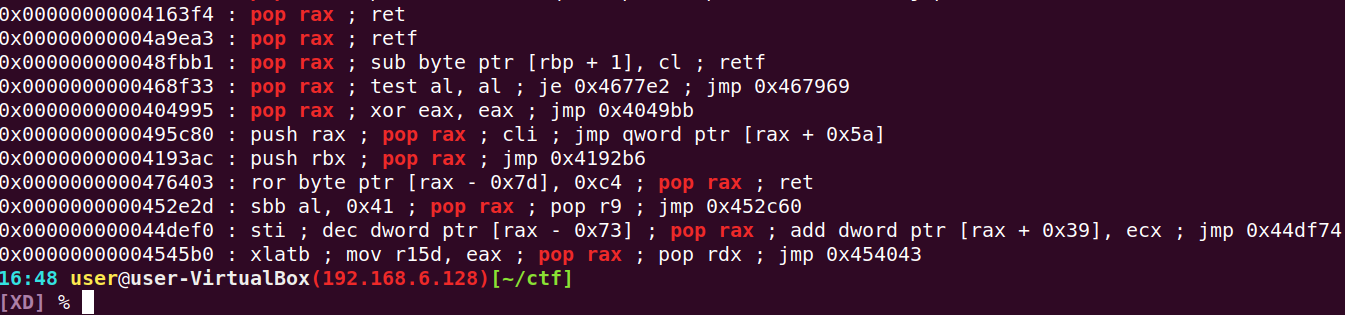 0x00000000004163f4 : pop rax ; ret
0x00000000004a9ea3 : pop rax ; retf
0x000000000048fbb1 : pop rax ; sub byte ptr [rbp + 1], cl ; retf
0x0000000000468f33 : pop rax ; test al, al ; je 0x4677e2 ; jmp 0x467969
0x0000000000404995 : pop rax ; xor eax, eax ; jmp 0x4049bb
0x0000000000495c80 : push rax ; pop rax ; cli ; jmp qword ptr [rax + 0x5a]
0x00000000004193ac : push rbx ; pop rax ; jmp 0x4192b6
0x0000000000476403 : ror byte ptr [rax - 0x7d], 0xc4 ; pop rax ; ret
0x0000000000452e2d : sbb al, 0x41 ; pop rax ; pop r9 ; jmp 0x452c60
0x000000000044def0 : sti ; dec dword ptr [rax - 0x73] ; pop rax ; add dword ptr [rax + 0x39], ecx ; jmp 0x44df74
0x00000000004545b0 : xlatb ; mov r15d, eax ; pop rax ; pop rdx ; jmp 0x454043
16:48 user@user-VirtualBox(192.168.6.128)[~/ctf]
[XD] %